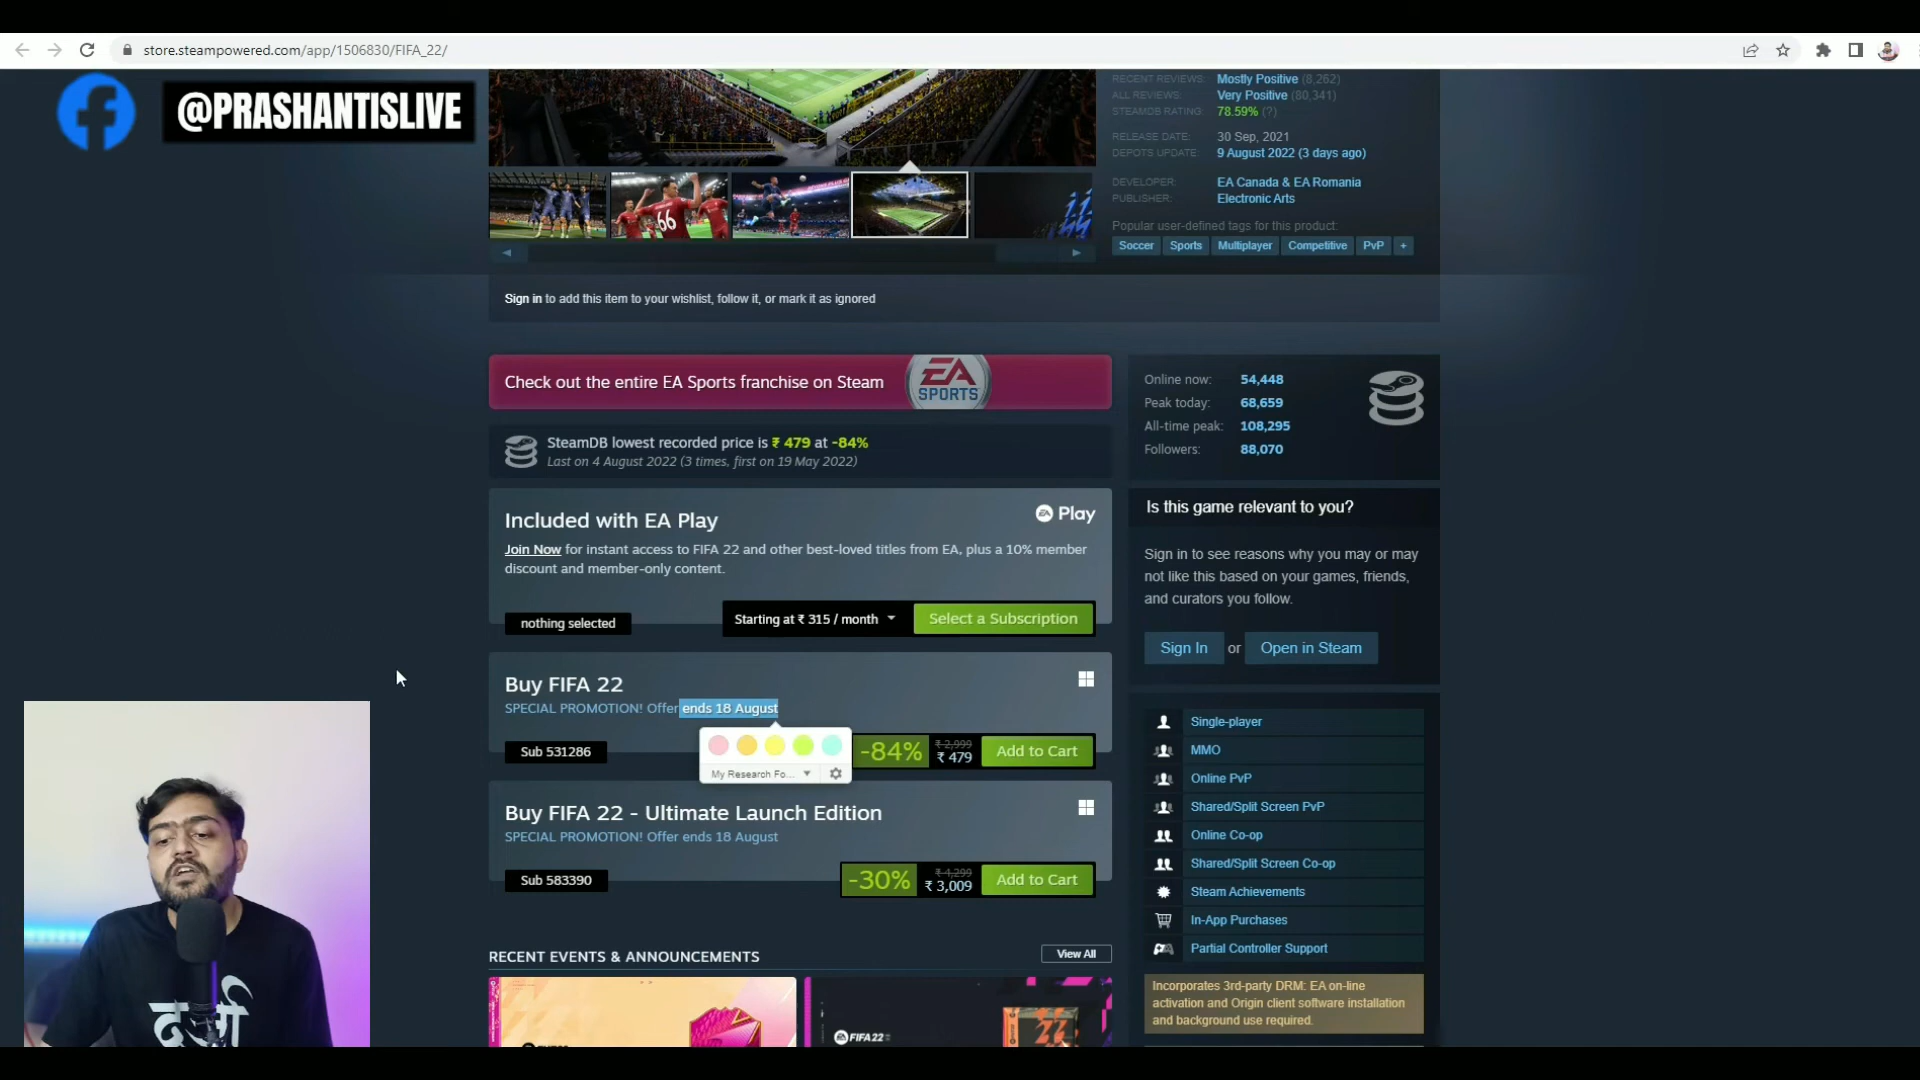 store.steampowered.com/app/1506830/FIFA_22/
@PRASHANTISLIVE
RECENT REVIEWS: Mostly Positive (8,262)
ALL REVIEWS: Very Positive (80,341)
STEAMDB RATING: 78.59% (?)
RELEASE DATE: 30 Sep, 2021
DEPOTS UPDATE: 9 August 2022 (3 days ago)
DEVELOPER: EA Canada & EA Romania
PUBLISHER: Electronic Arts
Popular user-defined tags for this product:
Soccer Sports Multiplayer Competitive PvP +
66
Sign in to add this item to your wishlist, follow it, or mark it as ignored
Check out the entire EA Sports franchise on Steam
EA
SPORTS
SteamDB lowest recorded price is ₹ 479 at -84%
Last on 4 August 2022 (3 times, first on 19 May 2022)
Online now: 54,448
Peak today: 68,659
All-time peak: 108,295
Followers: 88,070
Included with EA Play
EA Play
Join Now for instant access to FIFA 22 and other best-loved titles from EA, plus a 10% member
discount and member-only content.
nothing selected
Starting at ₹ 315 / month
Select a Subscription
Is this game relevant to you?
Sign in to see reasons why you may or may
not like this based on your games, friends,
and curators you follow.
Sign In or Open in Steam
Buy FIFA 22
SPECIAL PROMOTION! Offer ends 18 August
Sub 531286
My Research Fo...
-84%
₹ 2,999
₹ 479
Add to Cart
Buy FIFA 22 - Ultimate Launch Edition
SPECIAL PROMOTION! Offer ends 18 August
Sub 583390
-30%
₹ 4,299
₹ 3,009
Add to Cart
Single-player
MMO
Online PvP
Shared/Split Screen PvP
Online Co-op
Shared/Split Screen Co-op
Steam Achievements
In-App Purchases
Partial Controller Support
Incorporates 3rd-party DRM: EA on-line
activation and Origin client software installation
and background use required.
RECENT EVENTS & ANNOUNCEMENTS
View All
FIFA 22